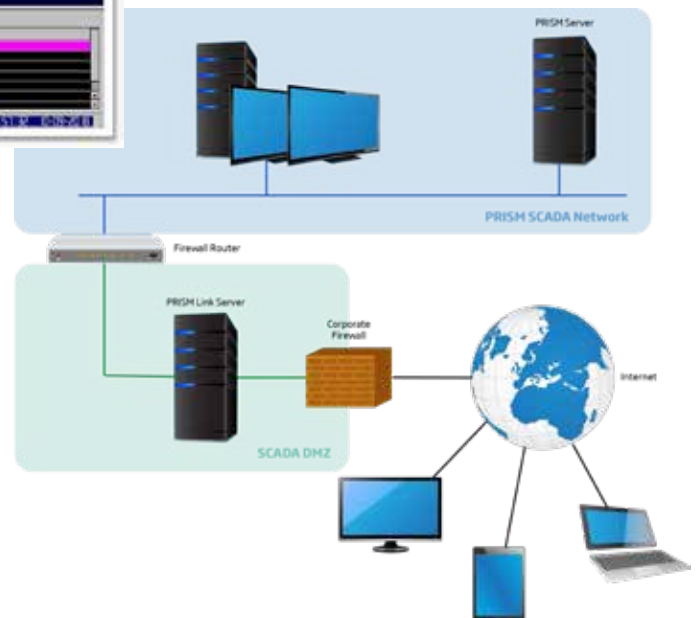 PRISM Server
PRISM SCADA Network
Firewall Router
PRISM Link Server
Corporate
Firewall
Internet
SCADA DMZ